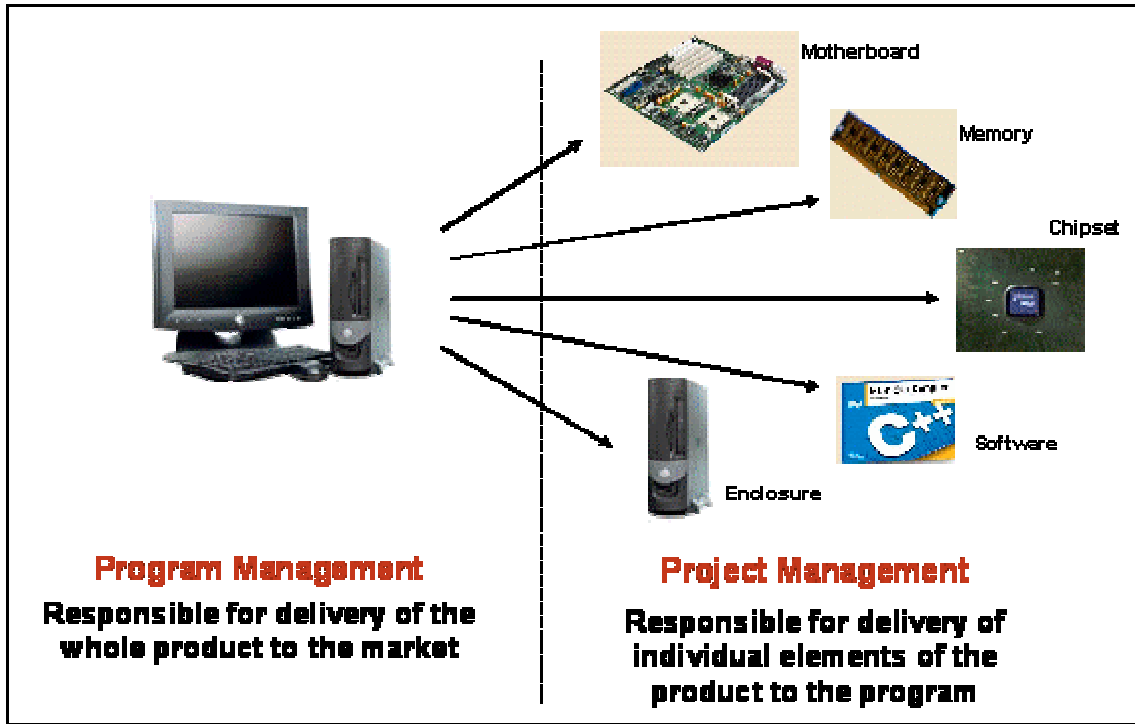 Motherboard
Memory
Chipset
C++
Software
Enclosure
Program Management
Responsible for delivery of the
whole product to the market
Project Management
Responsible for delivery of
individual elements of the
product to the program